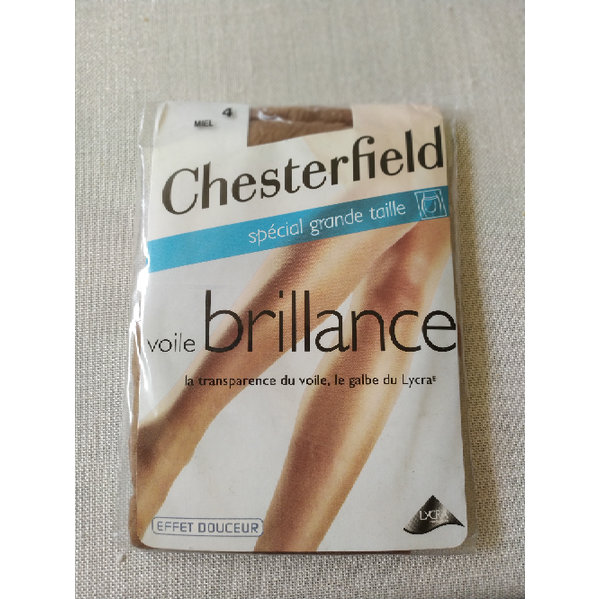 4
MIEL
Chesterfield
spécial grande taille
voile brillance
la transparence du voile, le galbe du Lycra®
EFFET DOUCEUR
LYCRA